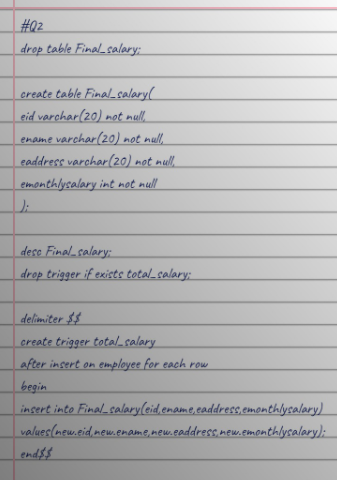 #Q2
drop table Final_salary;
create table Final_salary(
eid varchar(20) not null,
ename varchar(20) not null,
eaddress varchar(20) not null,
emonthlysalary int not null
);
desc Final_salary;
drop trigger if exists total_salary;
delimiter $$
create trigger total_salary
after insert on employee for each row
begin
insert into Final_salary(eid,ename,eaddress,emonthlysalary)
values(new.eid,new.ename,new.eaddress,new.emonthlysalary);
end$$